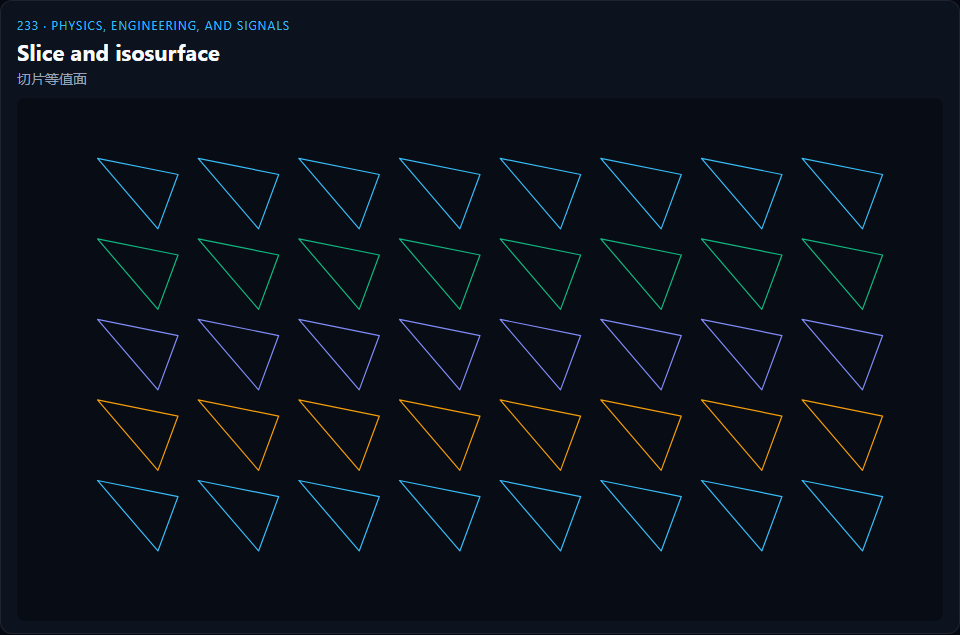 233 · PHYSICS, ENGINEERING, AND SIGNALS
Slice and isosurface
切片等值面